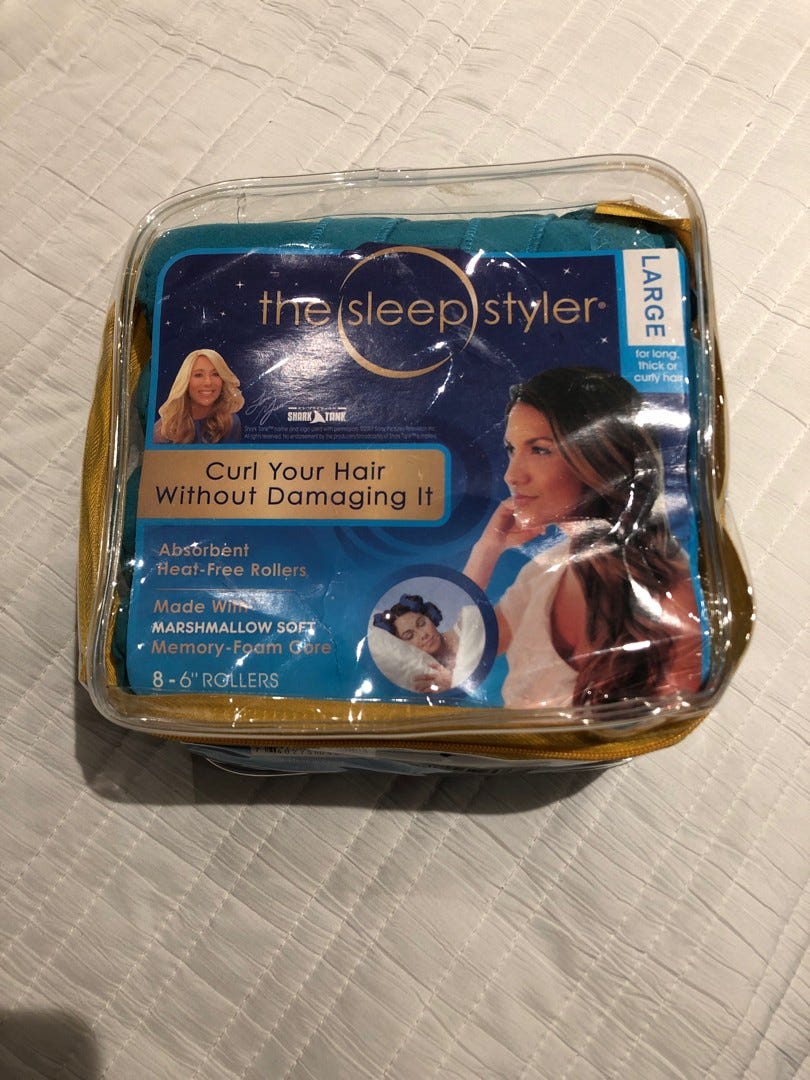 the sleep styler
LARGE
for long,
thick or
curly hair
SHARK TANK
Curl Your Hair
Without Damaging It
Absorbent
Heat-Free Rollers
Made With
MARSHMALLOW SOFT
Memory-Foam Core
8 - 6" ROLLERS